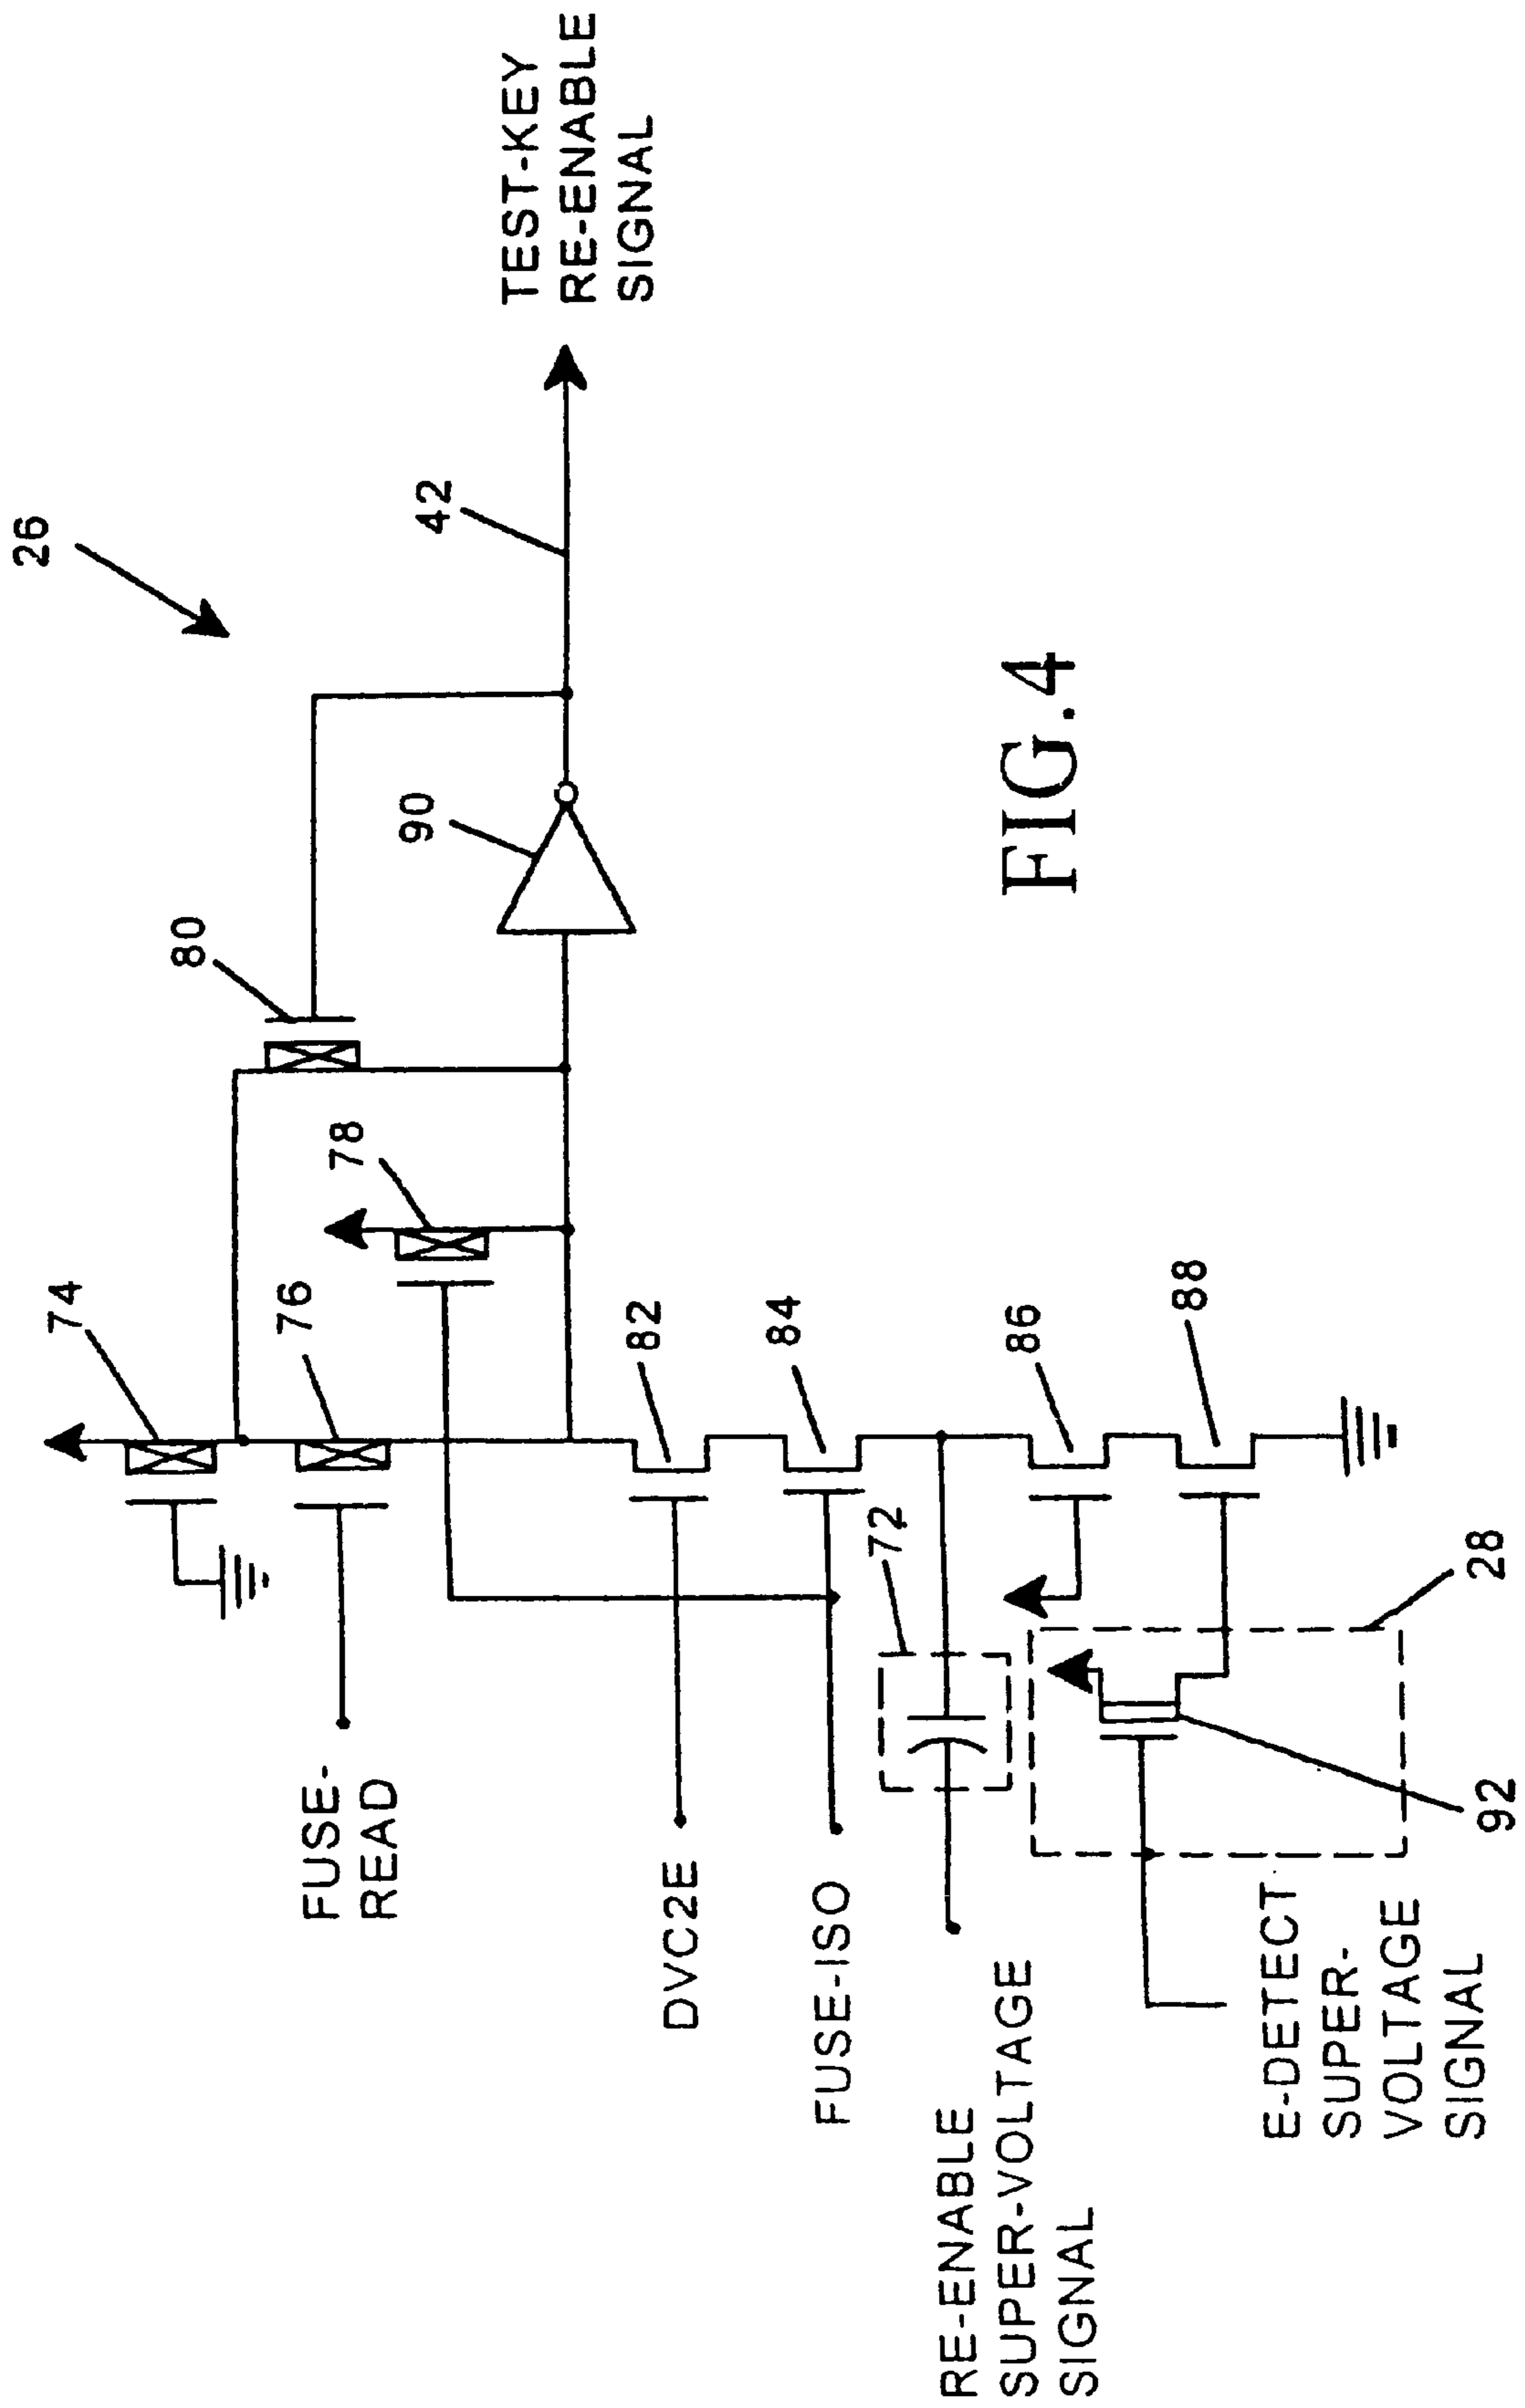 26
74
80
76
78
90
42
TEST-KEY
RE-ENABLE
SIGNAL
FUSE-
READ
82
DVC2E
84
FUSE-ISO
72
86
88
RE-ENABLE
SUPER-VOLTAGE
SIGNAL
28
92
E-DETECT
SUPER-
VOLTAGE
SIGNAL
FIG.4